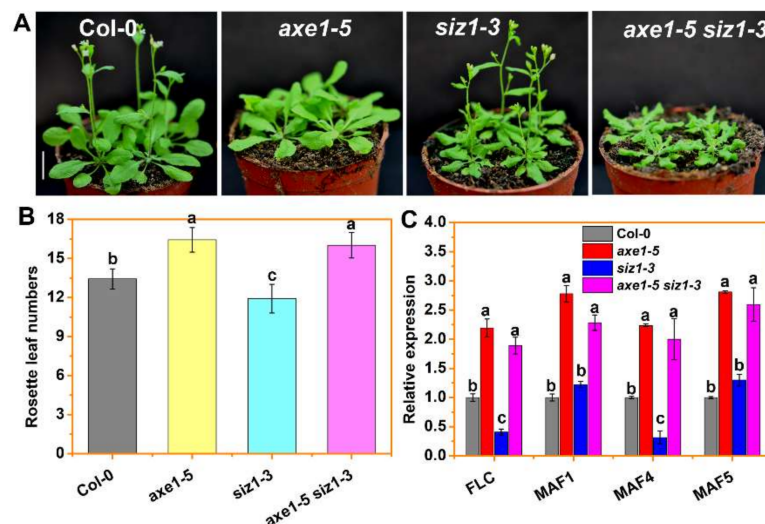 A
Col-0
axe1-5
siz1-3
axe1-5 siz1-3
B
Rosette leaf numbers
18
15
12
9
6
3
0
b
a
c
a
Col-0
axe1-5
siz1-3
axe1-5 siz1-3
C
Relative expression
4.0
3.5
3.0
2.5
2.0
1.5
1.0
0.5
0.0
Col-0
axe1-5
siz1-3
axe1-5 siz1-3
b
a
c
a
b
a
b
a
b
a
c
a
b
a
b
a
FLC
MAF1
MAF4
MAF5